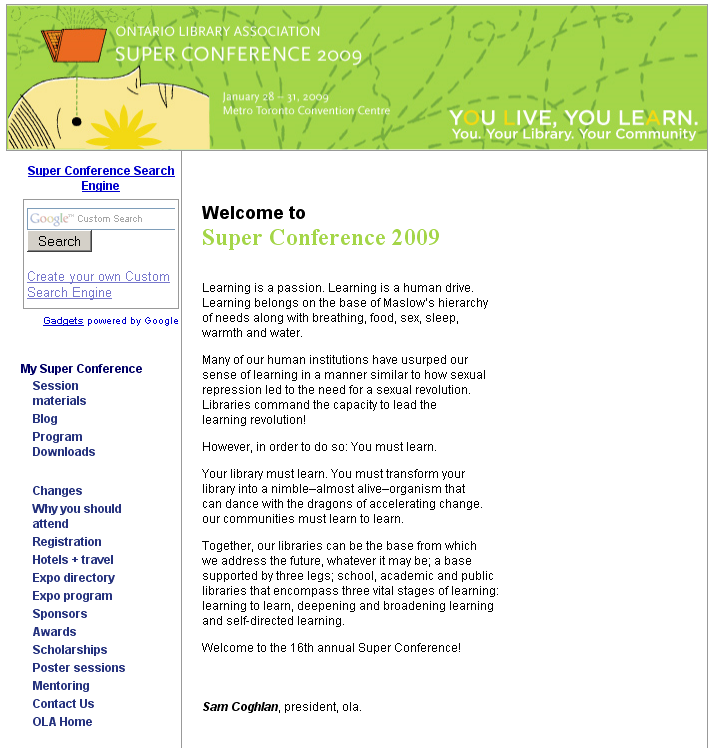 ONTARIO LIBRARY ASSOCIATION
SUPER CONFERENCE 2009
January 28 – 31, 2009
Metro Toronto Convention Centre
YOU LIVE, YOU LEARN.
You. Your Library. Your Community
Super Conference Search
Engine
Google™ Custom Search
Search
Create your own Custom
Search Engine
Gadgets powered by Google
My Super Conference
Session
materials
Blog
Program
Downloads
Changes
Why you should
attend
Registration
Hotels + travel
Expo directory
Expo program
Sponsors
Awards
Scholarships
Poster sessions
Mentoring
Contact Us
OLA Home
Welcome to
Super Conference 2009
Learning is a passion. Learning is a human drive.
Learning belongs on the base of Maslow's hierarchy
of needs along with breathing, food, sex, sleep,
warmth and water.
Many of our human institutions have usurped our
sense of learning in a manner similar to how sexual
repression led to the need for a sexual revolution.
Libraries command the capacity to lead the
learning revolution!
However, in order to do so: You must learn.
Your library must learn. You must transform your
library into a nimble–almost alive–organism that
can dance with the dragons of accelerating change.
our communities must learn to learn.
Together, our libraries can be the base from which
we address the future, whatever it may be; a base
supported by three legs; school, academic and public
libraries that encompass three vital stages of learning:
learning to learn, deepening and broadening learning
and self-directed learning.
Welcome to the 16th annual Super Conference!
Sam Coghlan, president, ola.